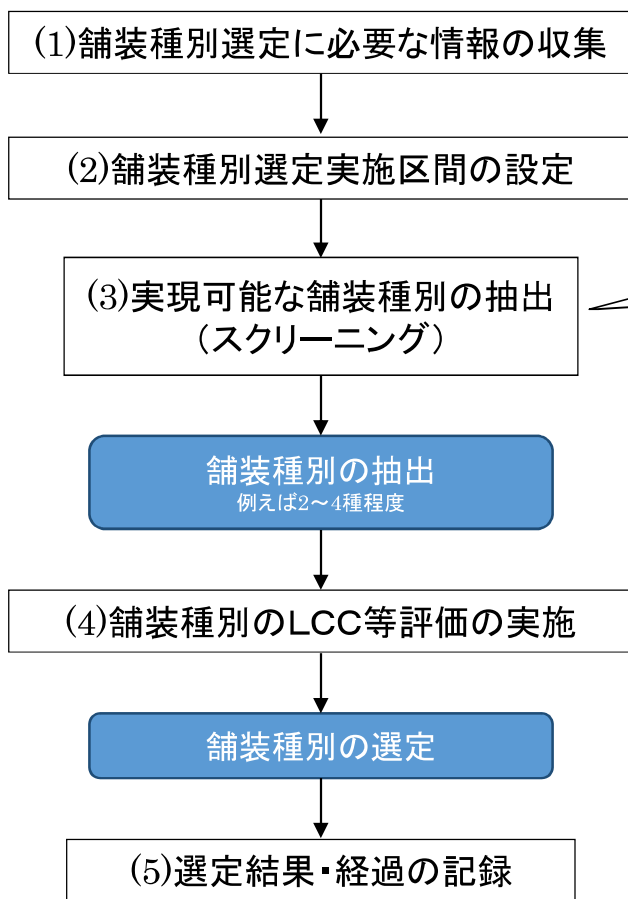 (1)舗装種別選定に必要な情報の収集
(2)舗装種別選定実施区間の設定
(3)実現可能な舗装種別の抽出
(スクリーニング)
舗装種別の抽出
例えば2～4種程度
(4)舗装種別のLCC等評価の実施
舗装種別の選定
(5)選定結果・経過の記録